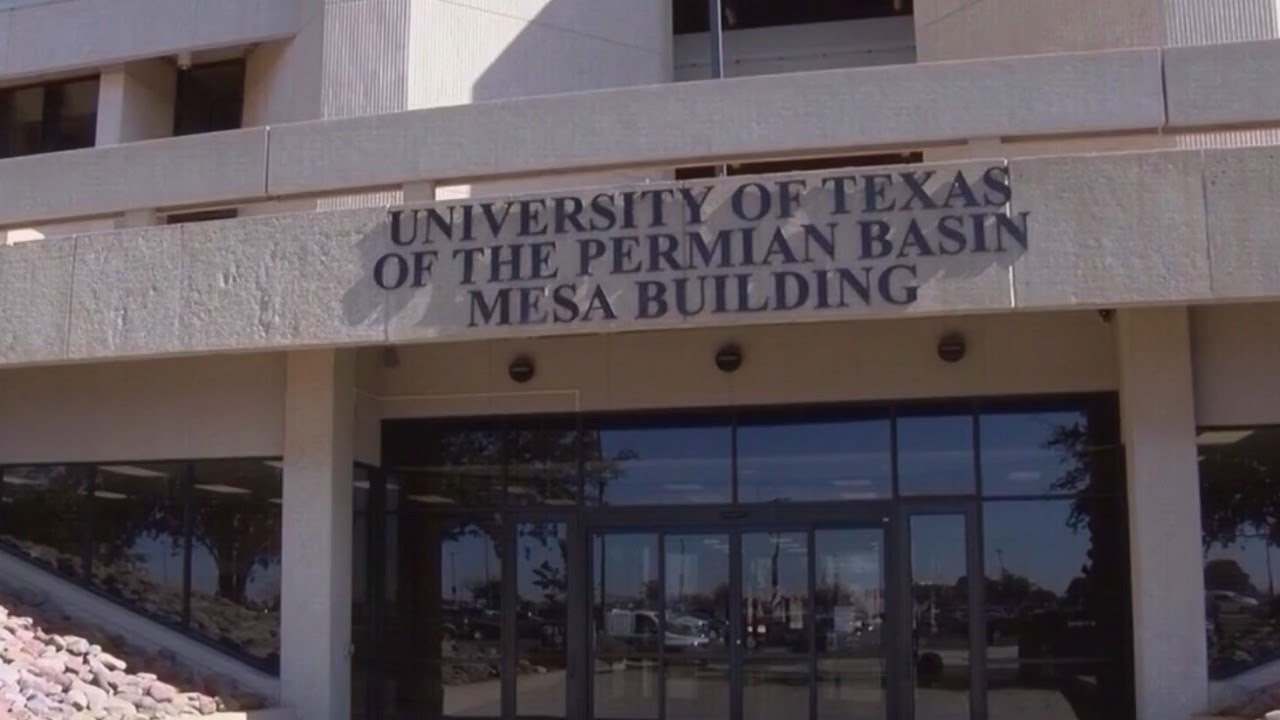 UNIVERSITY OF TEXAS
OF THE PERMIAN BASIN
MESA BUILDING